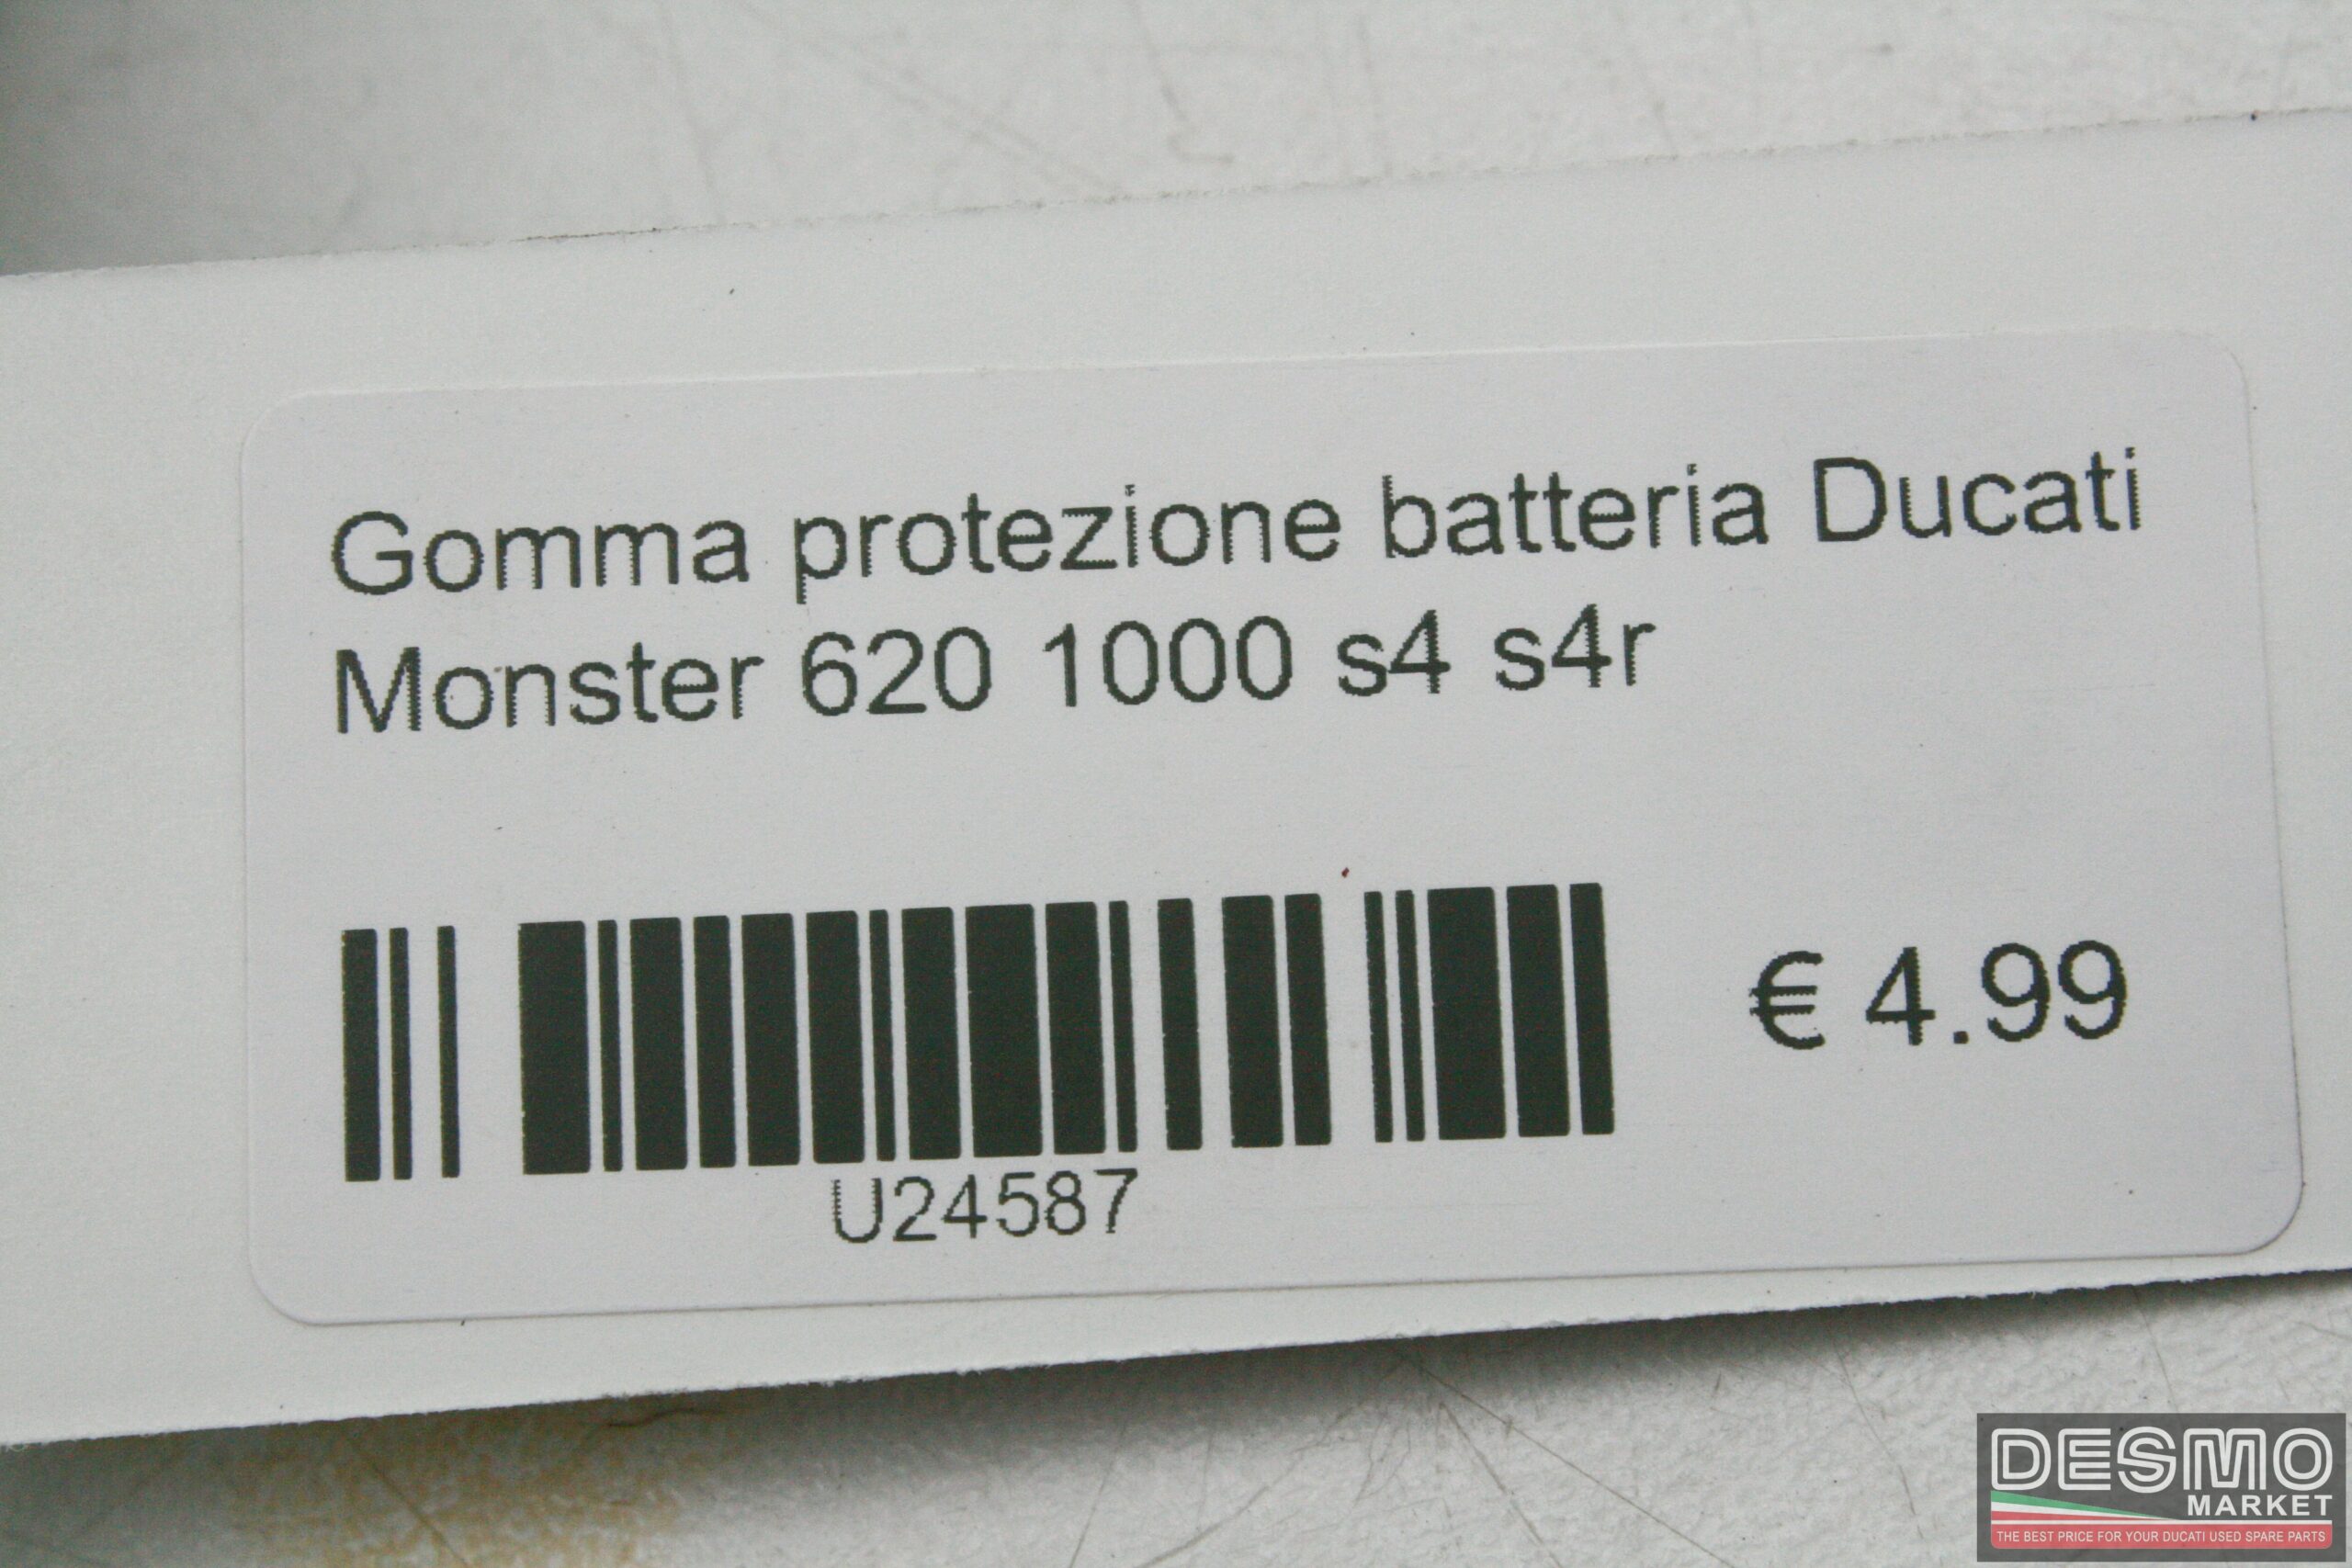 Gomma protezione batteria Ducati
Monster 620 1000 s4 s4r
€ 4.99
U24587
DESMO
MARKET
THE BEST PRICE FOR YOUR DUCATI USED SPARE PARTS